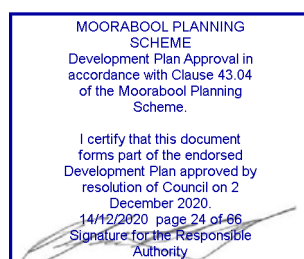 MOORABOOL PLANNING
SCHEME
Development Plan Approval in
accordance with Clause 43.04
of the Moorabool Planning
Scheme.
I certify that this document
forms part of the endorsed
Development Plan approved by
resolution of Council on 2
December 2020.
14/12/2020 page 24 of 66
Signature for the Responsible
Authority